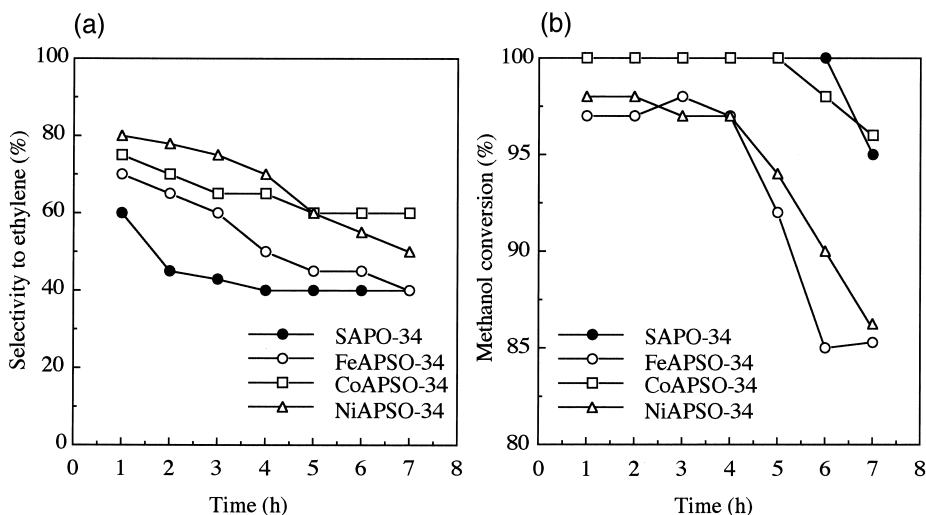 (a)
Selectivity to ethylene (%)
100
80
60
40
20
0
SAPO-34
FeAPSO-34
CoAPSO-34
NiAPSO-34
0 1 2 3 4 5 6 7 8
Time (h)
(b)
Methanol conversion (%)
100
95
90
85
80
SAPO-34
FeAPSO-34
CoAPSO-34
NiAPSO-34
0 1 2 3 4 5 6 7 8
Time (h)